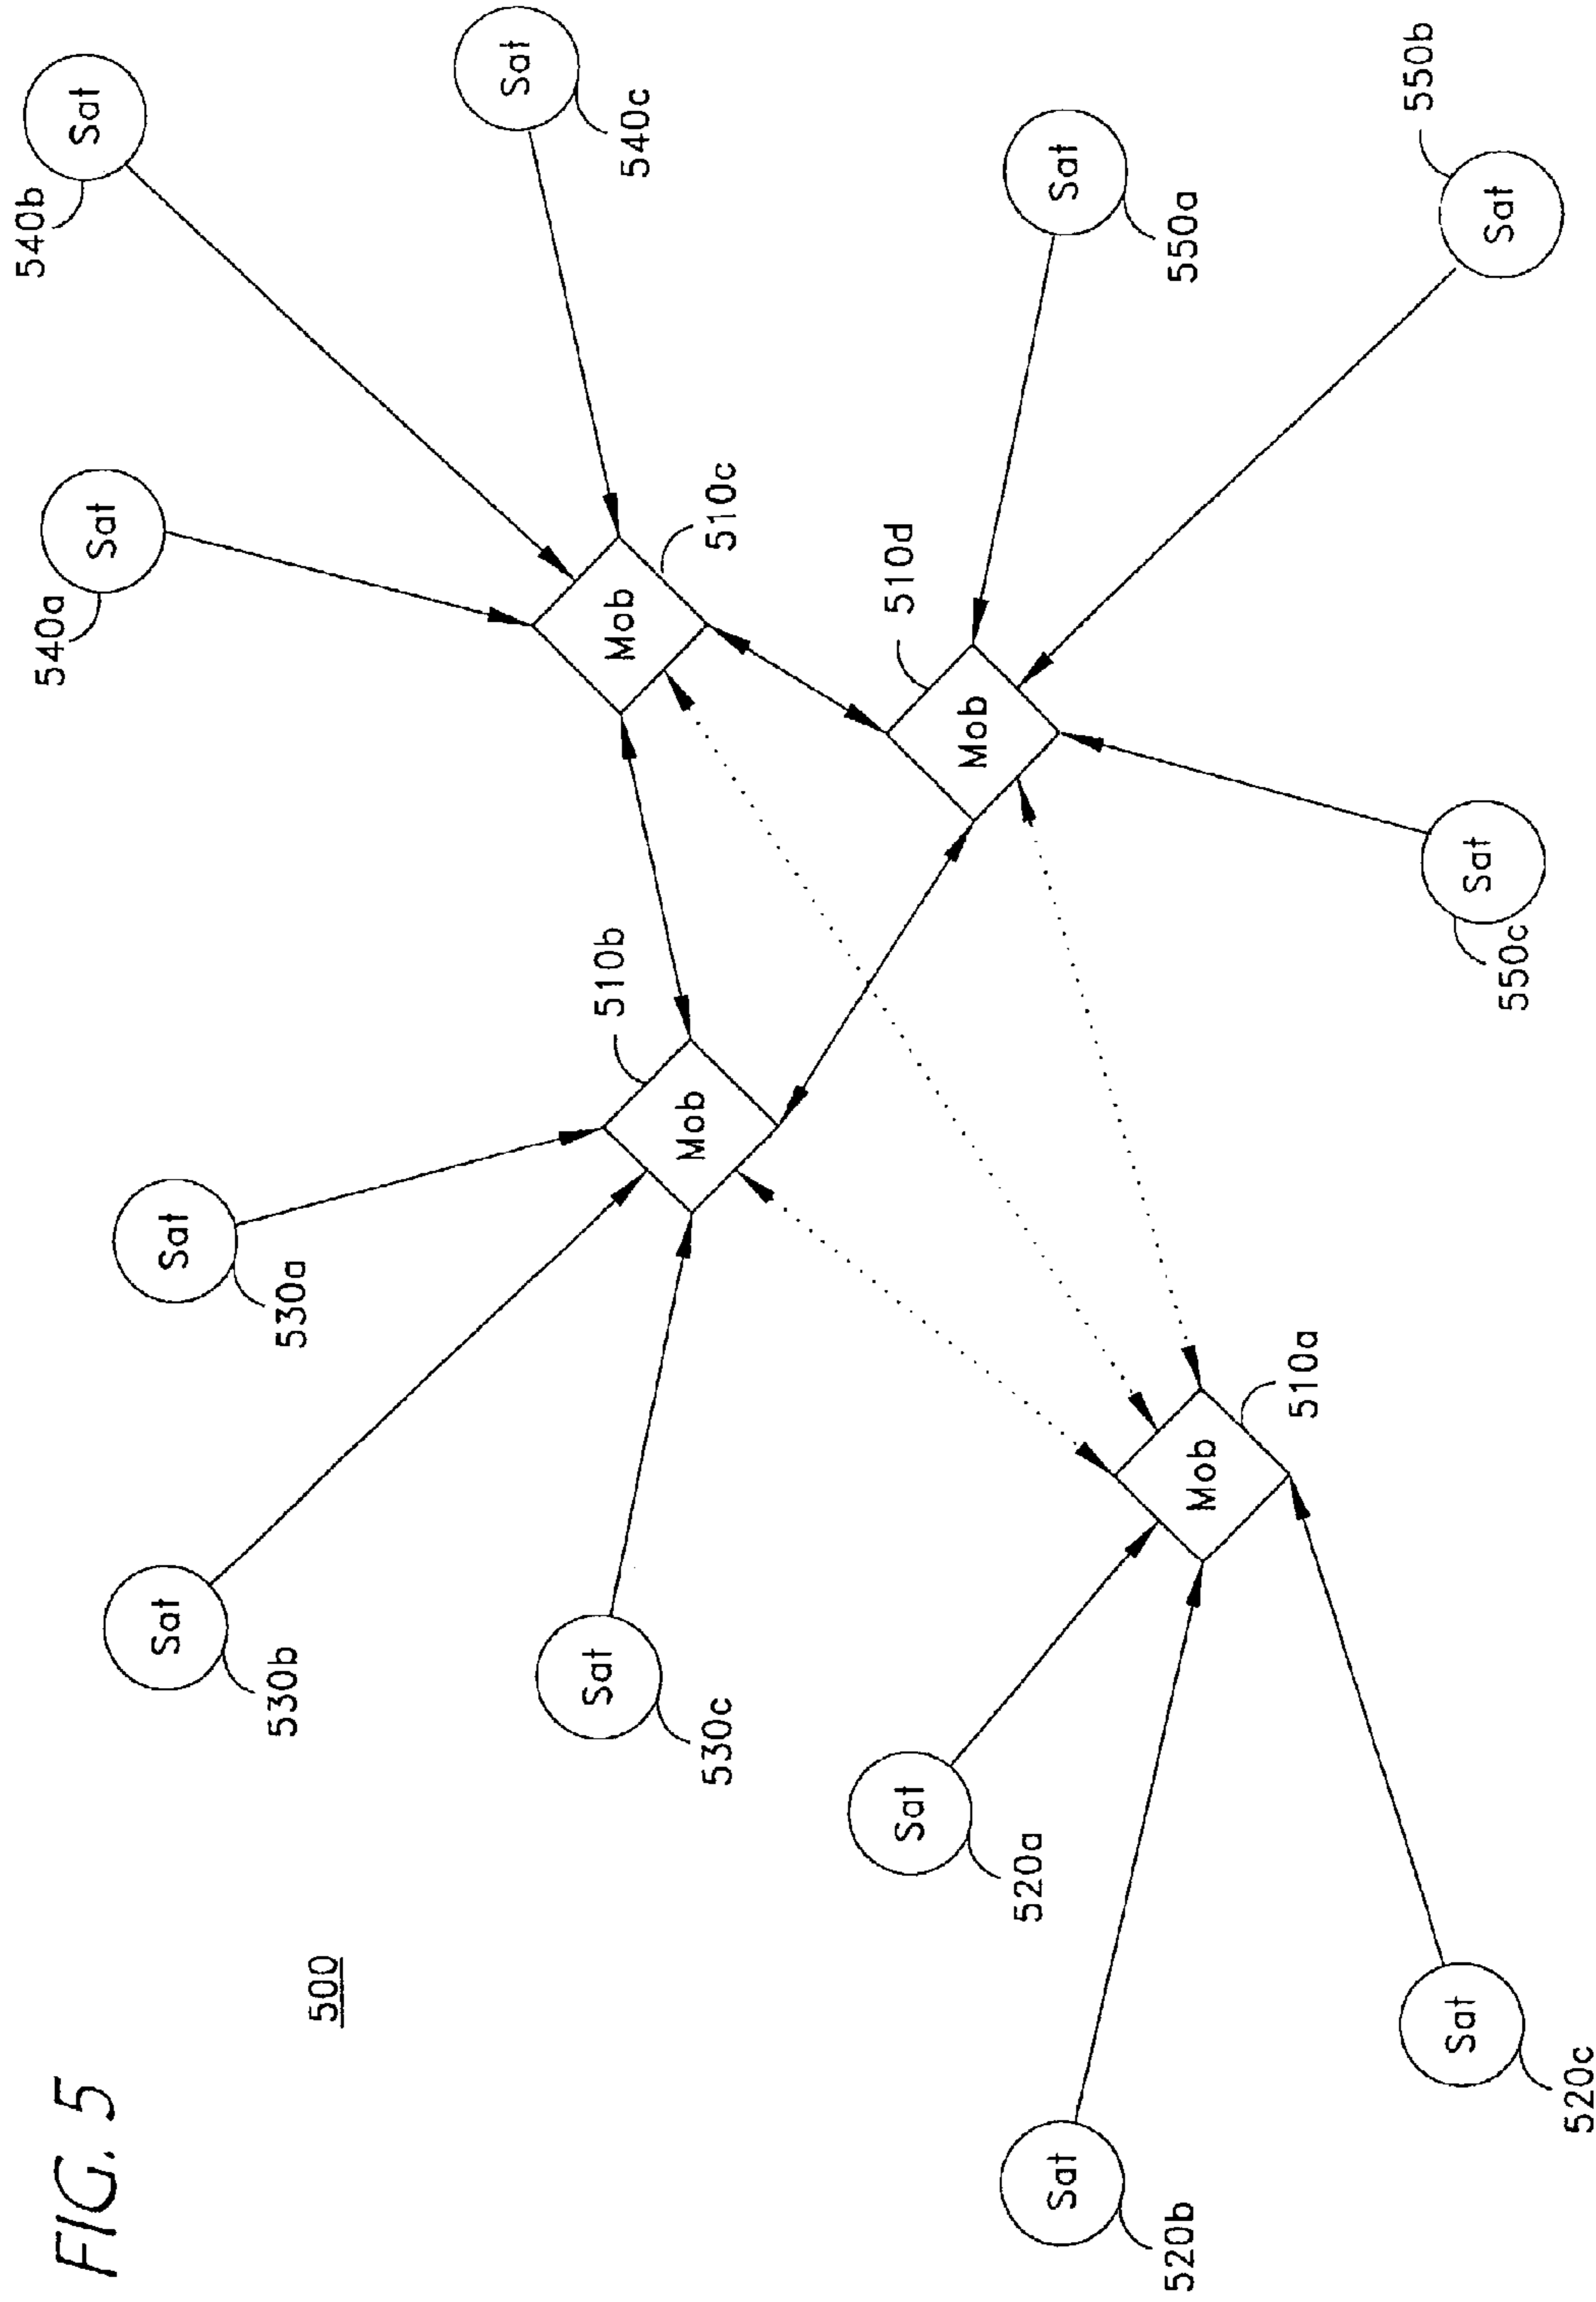 FIG. 5
500
Sat
530b
Sat
530a
Sat
540a
Sat
540b
Sat
530c
Mob
510b
Mob
510c
Sat
540c
Sat
520a
Mob
510d
Sat
550a
Sat
520b
Mob
510a
Sat
520c
Sat
550c
Sat
550b